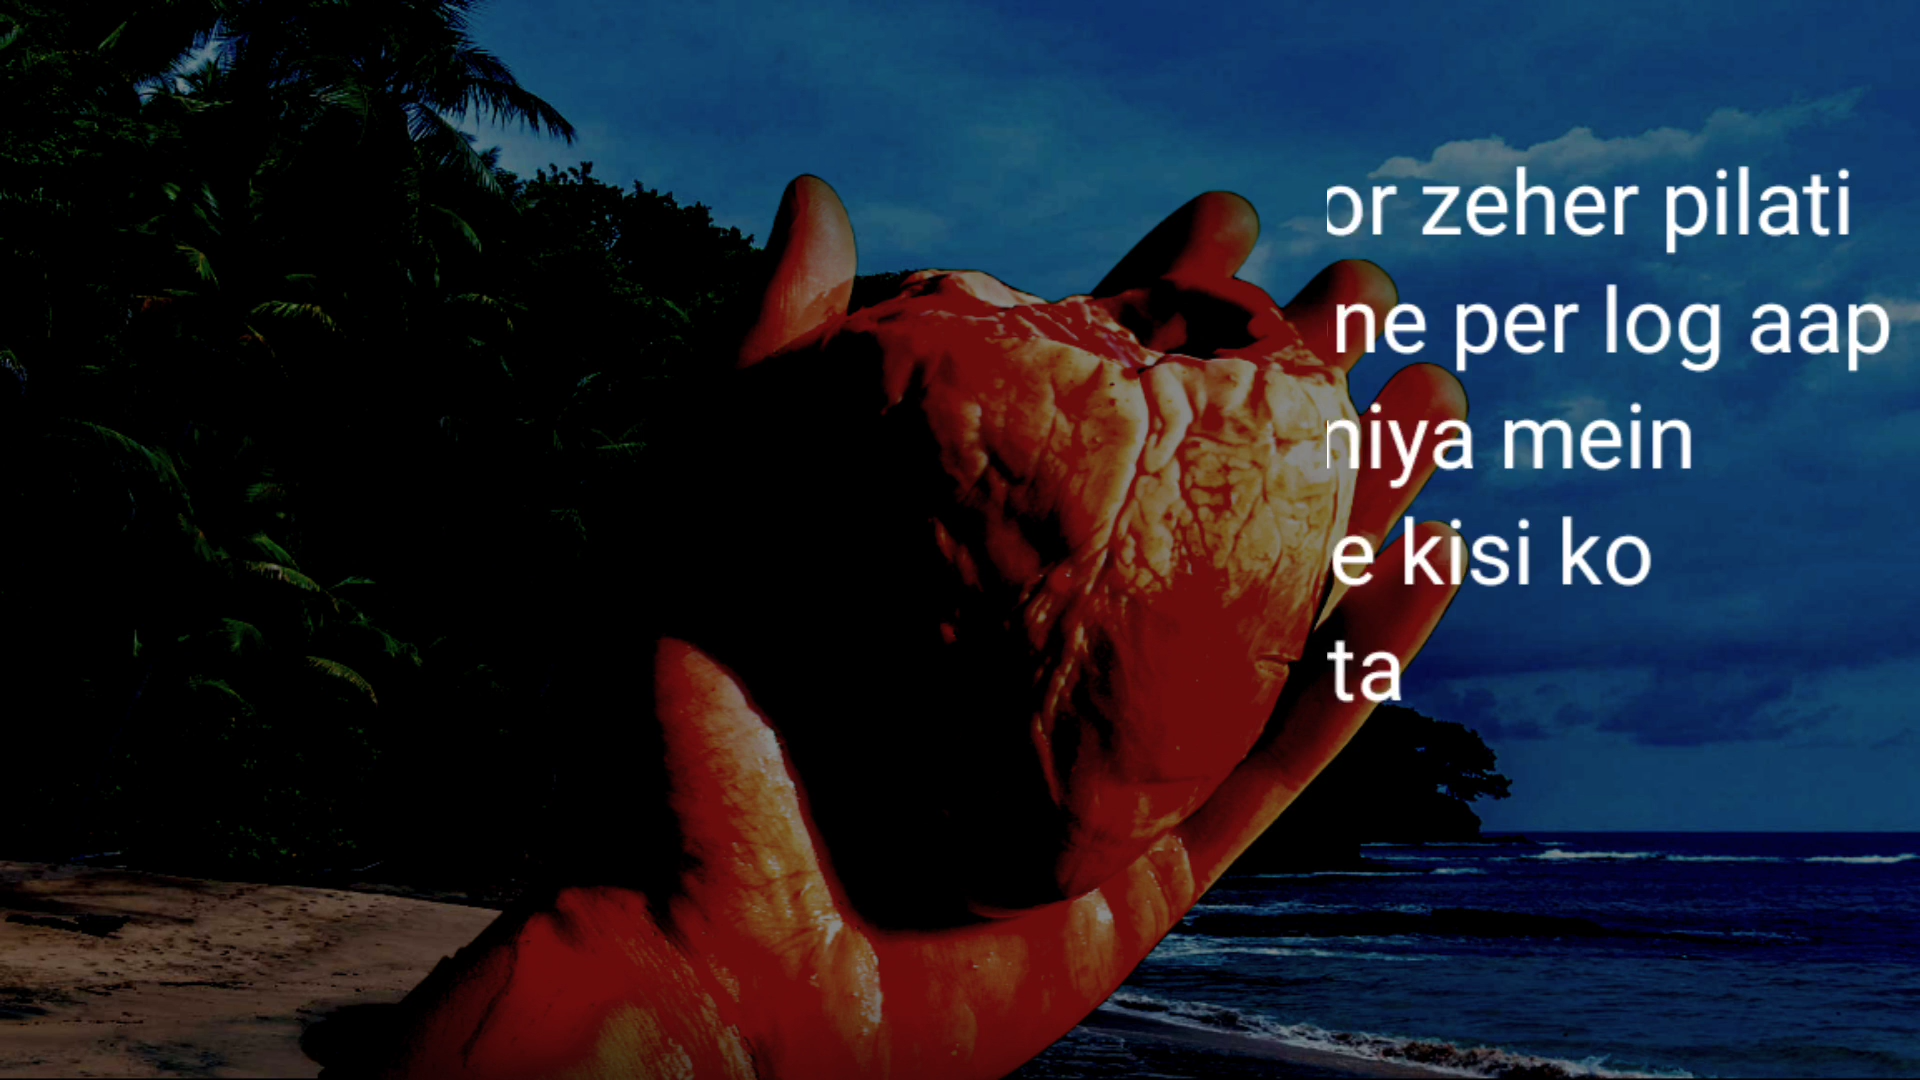 or zeher pilati
ne per log aap
niya mein
e kisi ko
ta